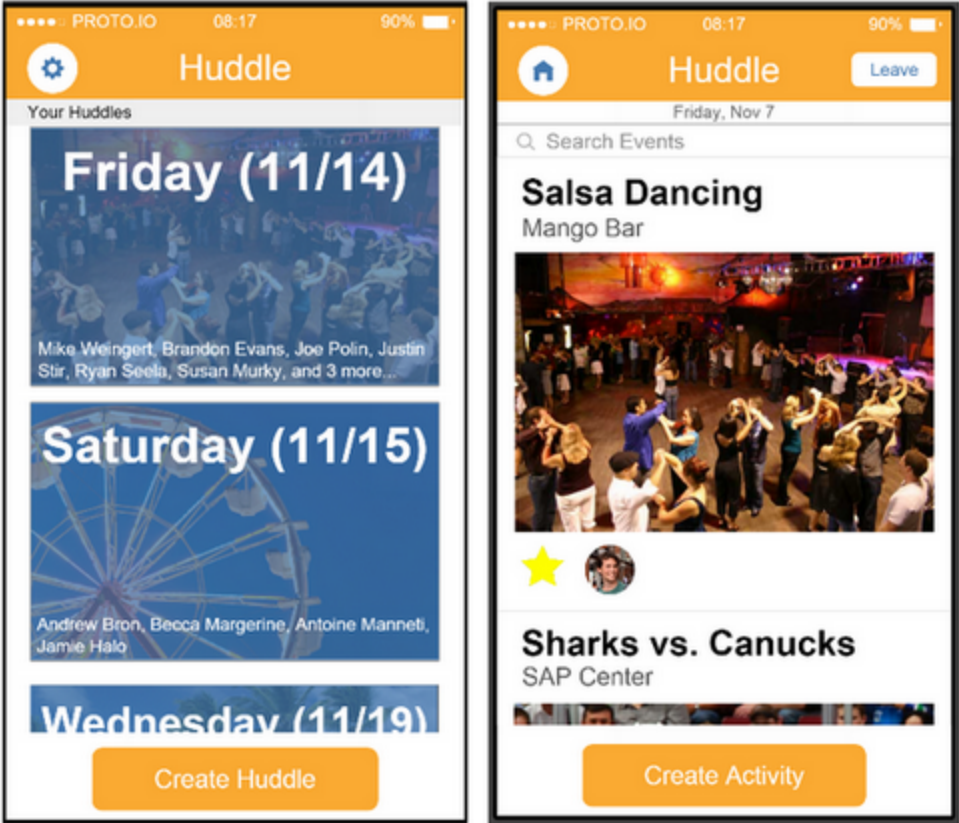 PROTO.IO 08:17 90%
Huddle
Your Huddles
Friday (11/14)
Mike Weingert, Brandon Evans, Joe Polin, Justin
Stir, Ryan Seela, Susan Murky, and 3 more...
Saturday (11/15)
Andrew Bron, Becca Margerine, Antoine Manneti,
Jamie Halo
Wednesday (11/19)
Create Huddle
PROTO.IO 08:17 90%
Huddle
Leave
Friday, Nov 7
Search Events
Salsa Dancing
Mango Bar
Sharks vs. Canucks
SAP Center
Create Activity